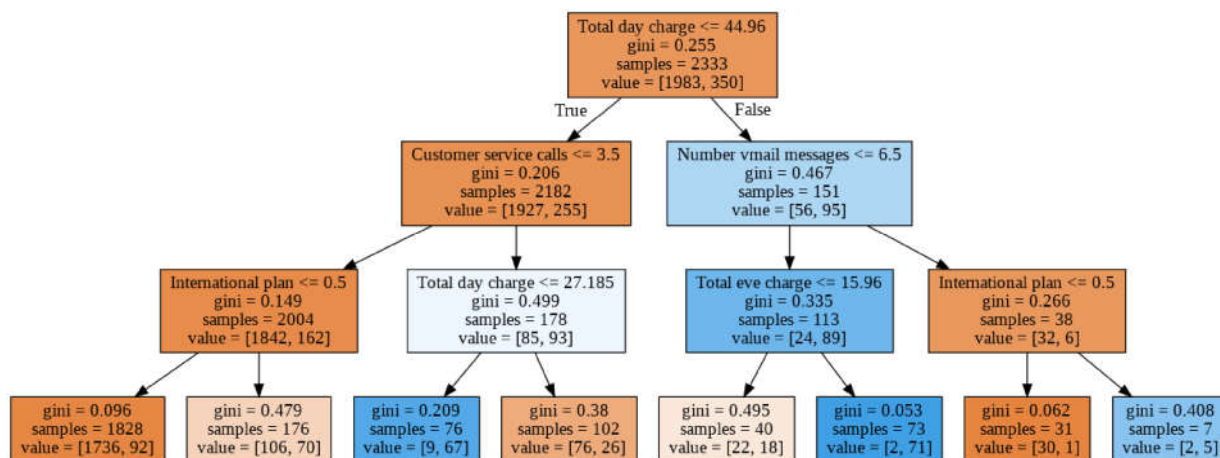 Total day charge <= 44.96
gini = 0.255
samples = 2333
value = [1983, 350]
True
False
Customer service calls <= 3.5
gini = 0.206
samples = 2182
value = [1927, 255]
Number vmail messages <= 6.5
gini = 0.467
samples = 151
value = [56, 95]
International plan <= 0.5
gini = 0.149
samples = 2004
value = [1842, 162]
Total day charge <= 27.185
gini = 0.499
samples = 178
value = [85, 93]
Total eve charge <= 15.96
gini = 0.335
samples = 113
value = [24, 89]
International plan <= 0.5
gini = 0.266
samples = 38
value = [32, 6]
gini = 0.096
samples = 1828
value = [1736, 92]
gini = 0.479
samples = 176
value = [106, 70]
gini = 0.209
samples = 76
value = [9, 67]
gini = 0.38
samples = 102
value = [76, 26]
gini = 0.495
samples = 40
value = [22, 18]
gini = 0.053
samples = 73
value = [2, 71]
gini = 0.062
samples = 31
value = [30, 1]
gini = 0.408
samples = 7
value = [2, 5]